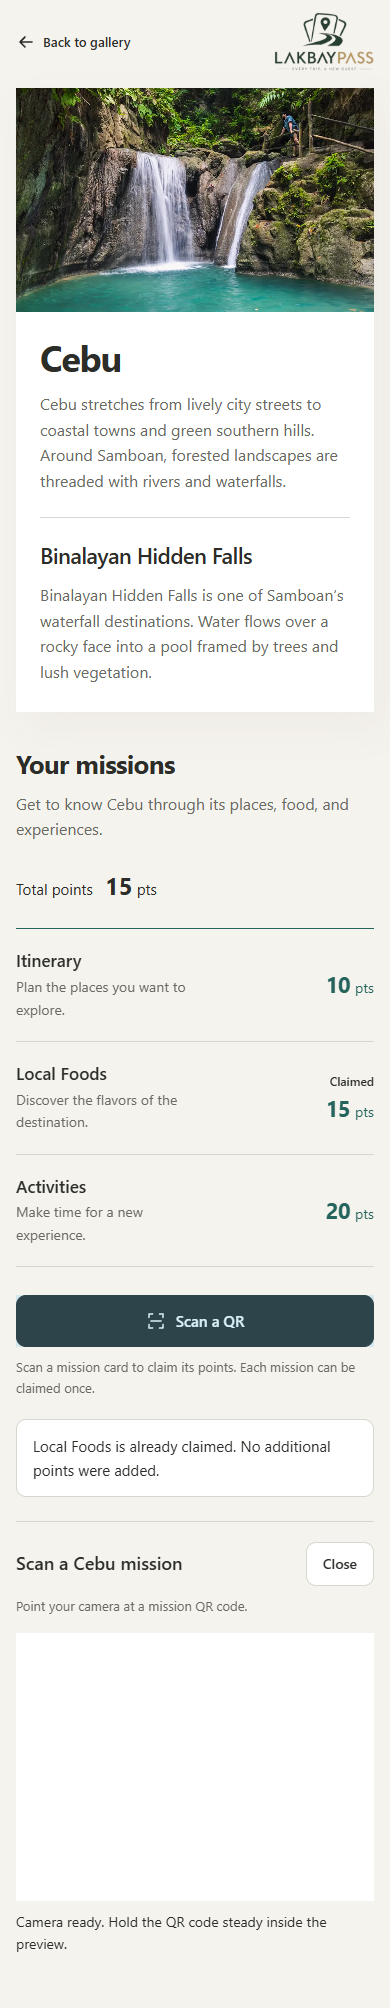 Back to gallery
LAKBAYPASS
EVERY TRIP, A NEW QUEST
Cebu
Cebu stretches from lively city streets to
coastal towns and green southern hills.
Around Samboan, forested landscapes are
threaded with rivers and waterfalls.
Binalayan Hidden Falls
Binalayan Hidden Falls is one of Samboan's
waterfall destinations. Water flows over a
rocky face into a pool framed by trees and
lush vegetation.
Your missions
Get to know Cebu through its places, food, and
experiences.
Total points 15 pts
Itinerary
Plan the places you want to
explore.
10 pts
Local Foods
Discover the flavors of the
destination.
Claimed
15 pts
Activities
Make time for a new
experience.
20 pts
Scan a QR
Scan a mission card to claim its points. Each mission can be
claimed once.
Local Foods is already claimed. No additional
points were added.
Scan a Cebu mission
Close
Point your camera at a mission QR code.
Camera ready. Hold the QR code steady inside the
preview.